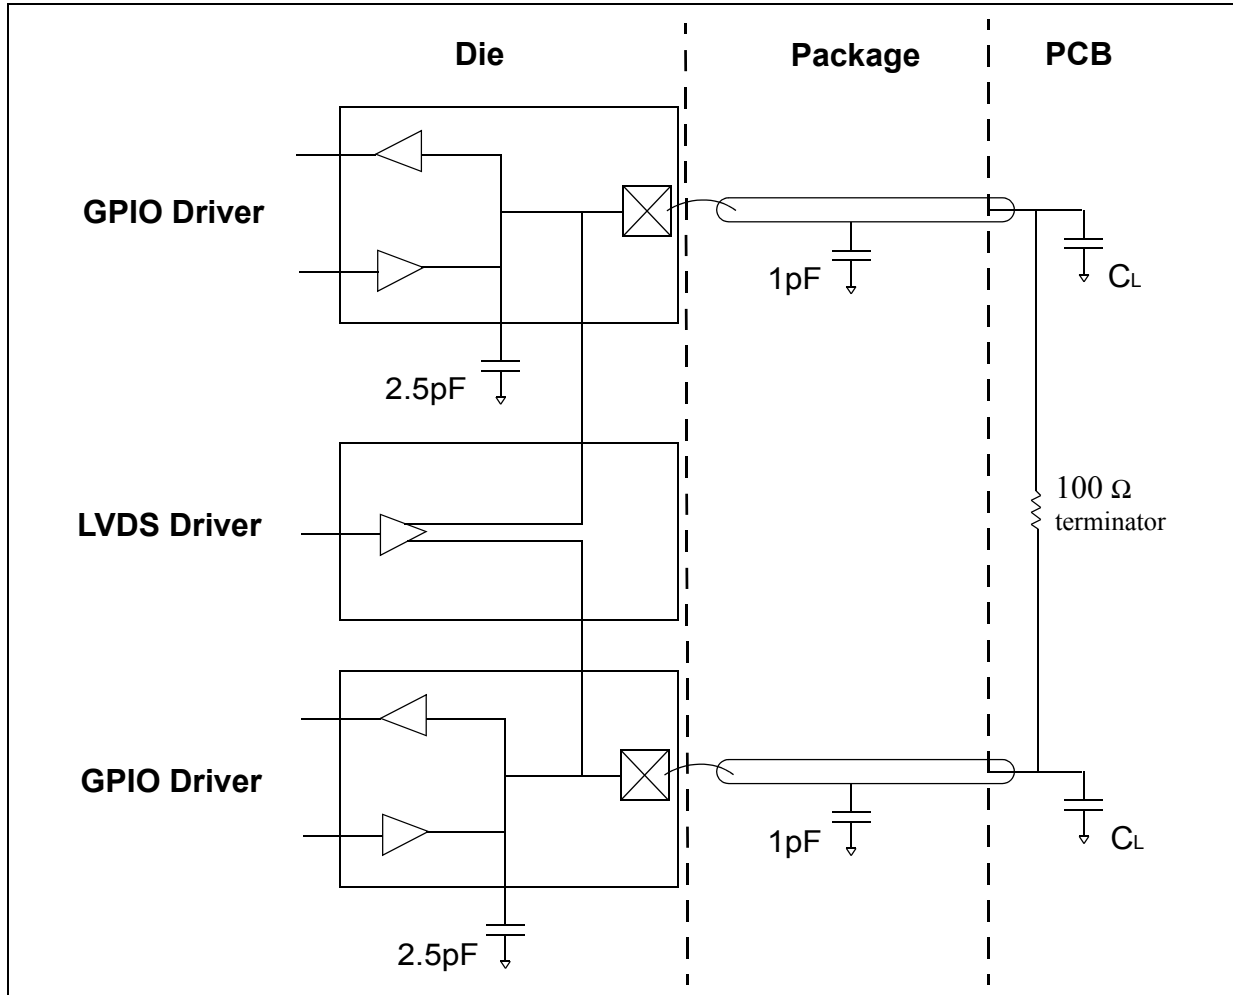 Die
Package
PCB
GPIO Driver
1pF
CL
2.5pF
LVDS Driver
100 Ω
terminator
GPIO Driver
1pF
CL
2.5pF